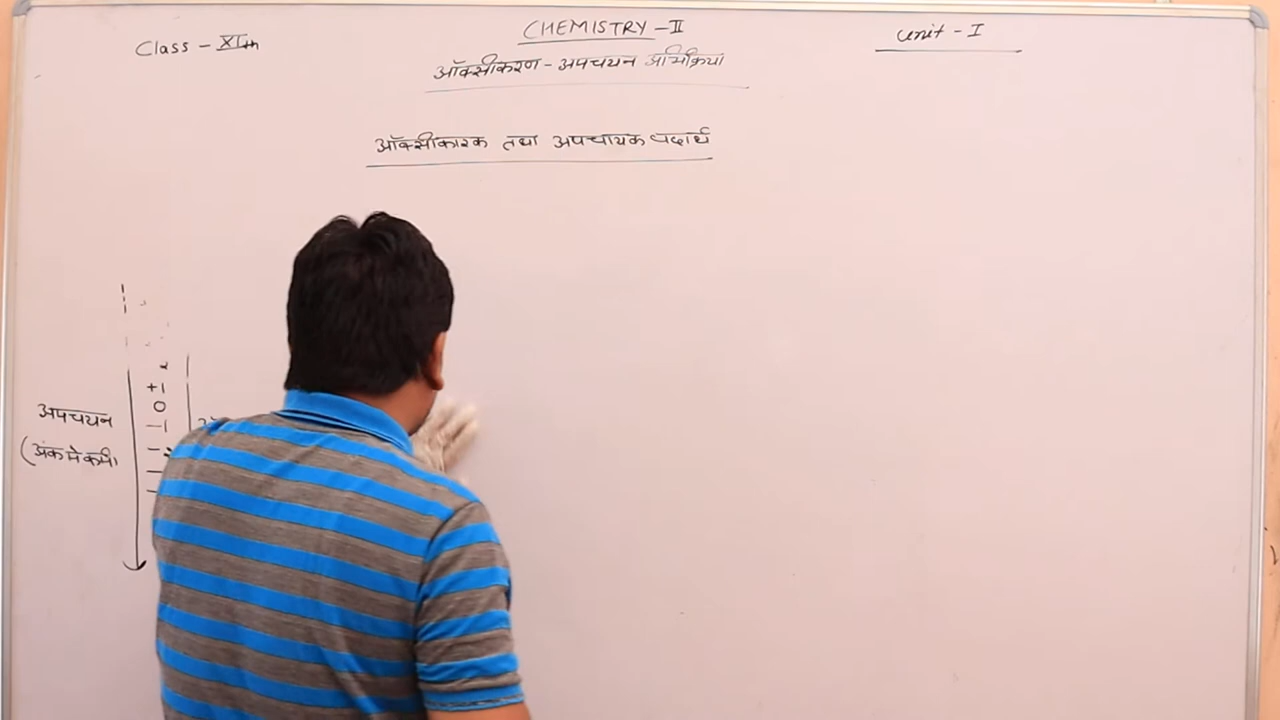 Class - XIth
CHEMISTRY - II
Unit - I
ऑक्सीकरण - अपचयन अभिक्रिया
ऑक्सीकारक तथा अपचायक पदार्थ
+1
0
-1
अपचयन
(अंक मे कमी)